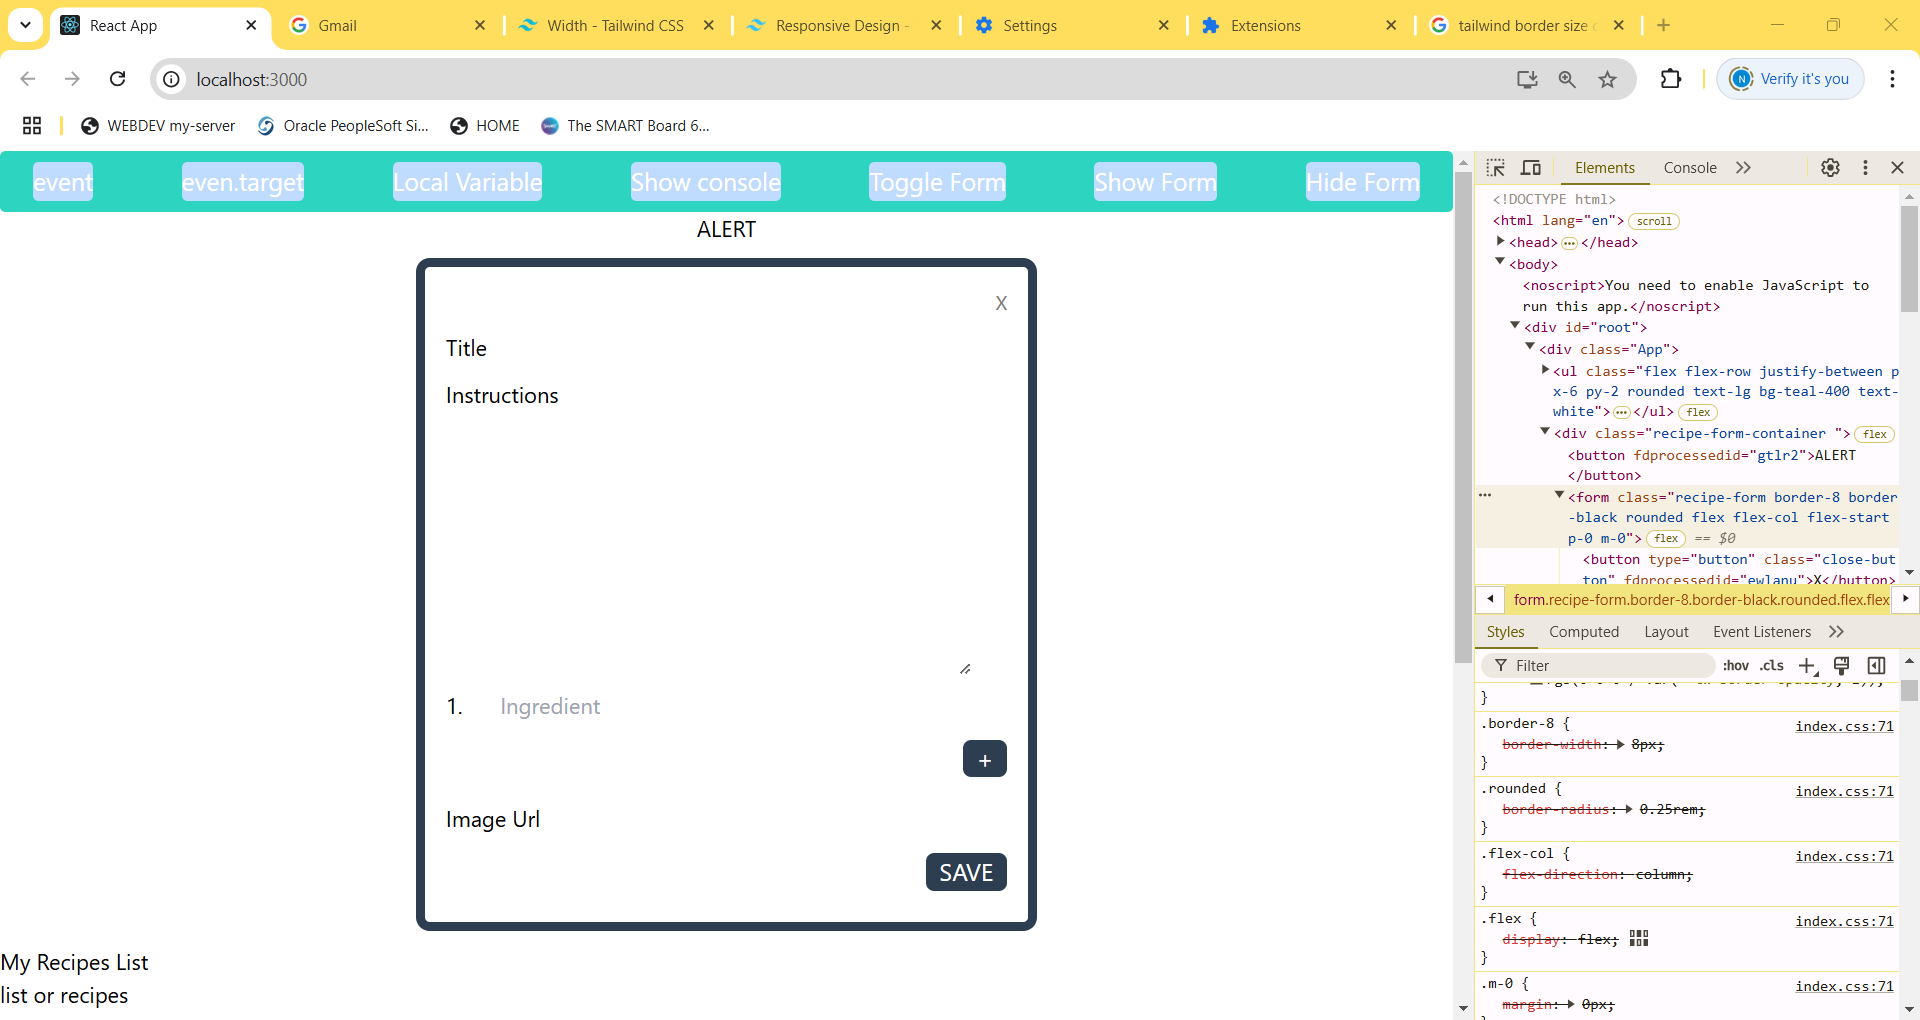 React App
Gmail
Width - Tailwind CSS
Responsive Design -
Settings
Extensions
tailwind border size
localhost:3000
N Verify it's you
WEBDEV my-server
Oracle PeopleSoft Si...
HOME
The SMART Board 6...
event even.target Local Variable Show console Toggle Form Show Form Hide Form
ALERT
X
Title
Instructions
1. Ingredient
+
Image Url
SAVE
My Recipes List
list or recipes
Elements Console
<!DOCTYPE html>
<html lang="en"> scroll
<head> ••• </head>
<body>
<noscript>You need to enable JavaScript to
run this app.</noscript>
<div id="root">
<div class="App">
<ul class="flex flex-row justify-between p
x-6 py-2 rounded text-lg bg-teal-400 text-
white"> ••• </ul> flex
<div class="recipe-form-container "> flex
<button fdprocessedid="gtlr2">ALERT
</button>
<form class="recipe-form border-8 border
-black rounded flex flex-col flex-start
p-0 m-0"> flex == $0
<button type="button" class="close-but
ton" fdprocessedid="ewlanu">X</button>
form.recipe-form.border-8.border-black.rounded.flex.flex
Styles Computed Layout Event Listeners
Filter :hov .cls
}
.border-8 { index.css:71
border-width: 8px;
}
.rounded { index.css:71
border-radius: 0.25rem;
}
.flex-col { index.css:71
flex-direction: column;
}
.flex { index.css:71
display: flex;
}
.m-0 { index.css:71
margin: 0px;